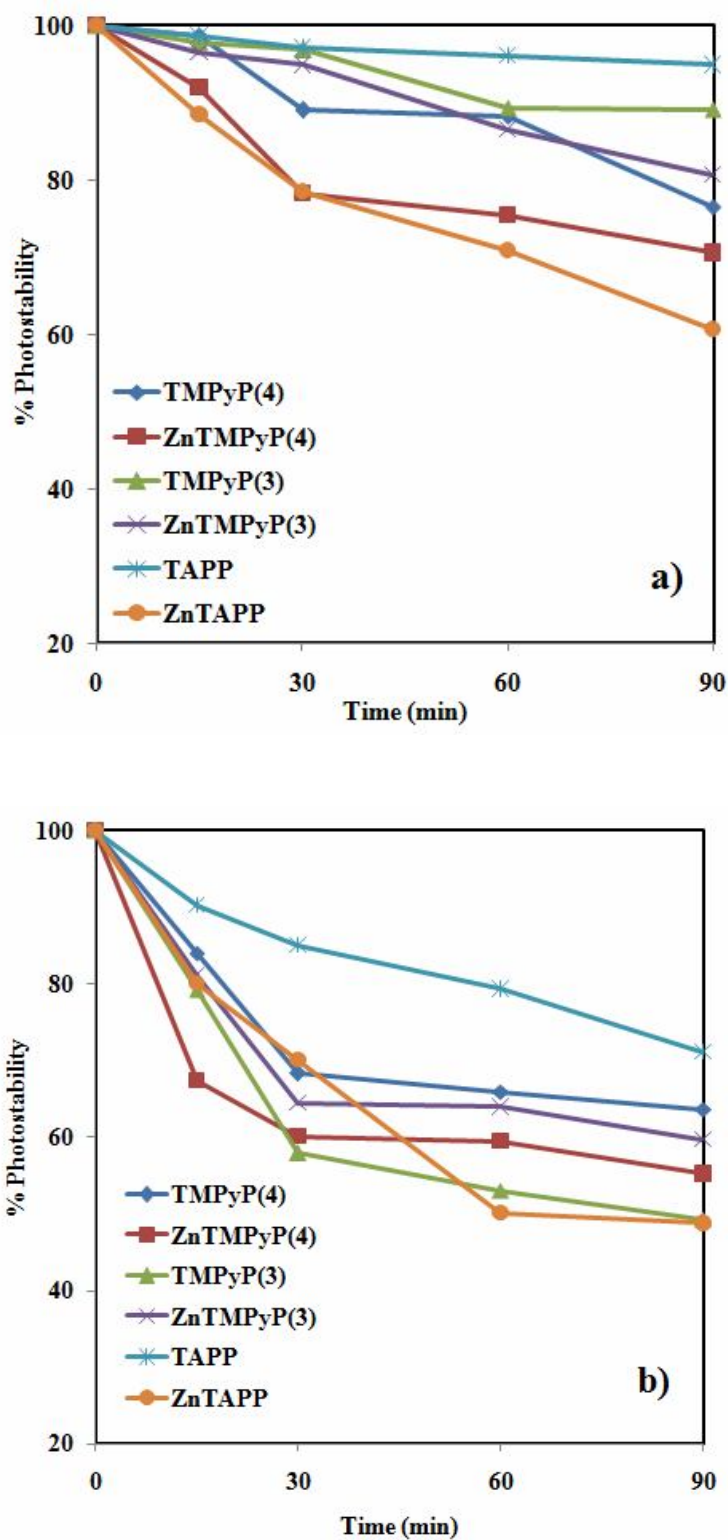 100
80
60
40
20
% Photostability
TMPyP(4)
ZnTMPyP(4)
TMPyP(3)
ZnTMPyP(3)
TAPP
ZnTAPP
a)
0 30 60 90
Time (min)
100
80
60
40
20
% Photostability
TMPyP(4)
ZnTMPyP(4)
TMPyP(3)
ZnTMPyP(3)
TAPP
ZnTAPP
b)
0 30 60 90
Time (min)